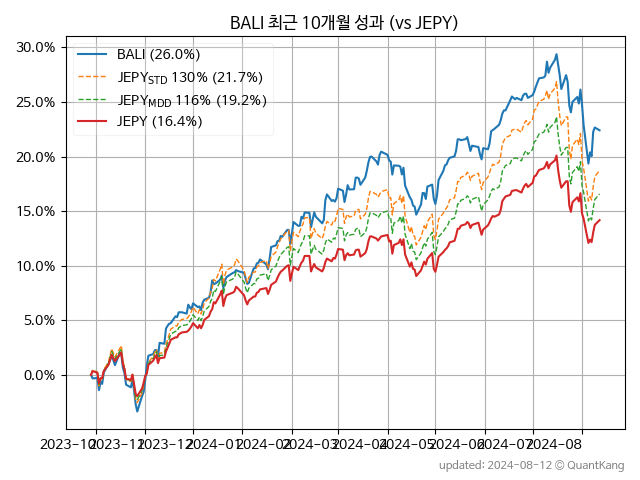 BALI 최근 10개월 성과 (vs JEPY)
30.0%
25.0%
20.0%
15.0%
10.0%
5.0%
0.0%
BALI (26.0%)
JEPYSTD 130% (21.7%)
JEPYMDD 116% (19.2%)
JEPY (16.4%)
2023-10 2023-11 2023-12 2024-01 2024-02 2024-03 2024-04 2024-05 2024-06 2024-07 2024-08
updated: 2024-08-12 © QuantKang